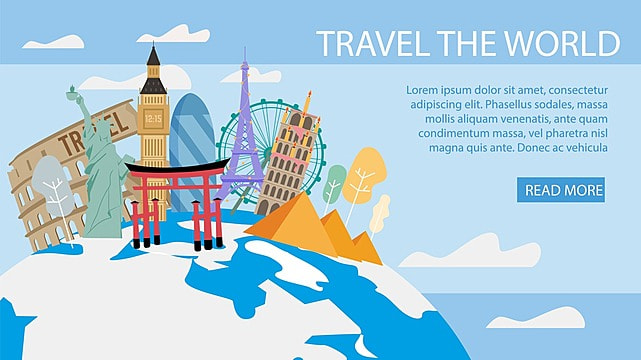 TRAVEL THE WORLD
Lorem ipsum dolor sit amet, consectetur
adipiscing elit. Phasellus sodales, massa
mollis aliquam venenatis, ante quam
condimentum massa, vel pharetra nisl
magna quis ante. Donec ac vehicula
READ MORE
TRAVEL
12:15